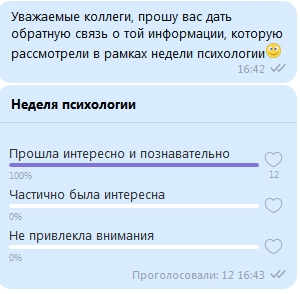 Уважаемые коллеги, прошу вас дать
обратную связь о той информации, которую
рассмотрели в рамках недели психологии
16:42
Неделя психологии
Прошла интересно и познавательно
100%
12
Частично была интересна
0%
Не привлекла внимания
0%
Проголосовали: 12 16:43